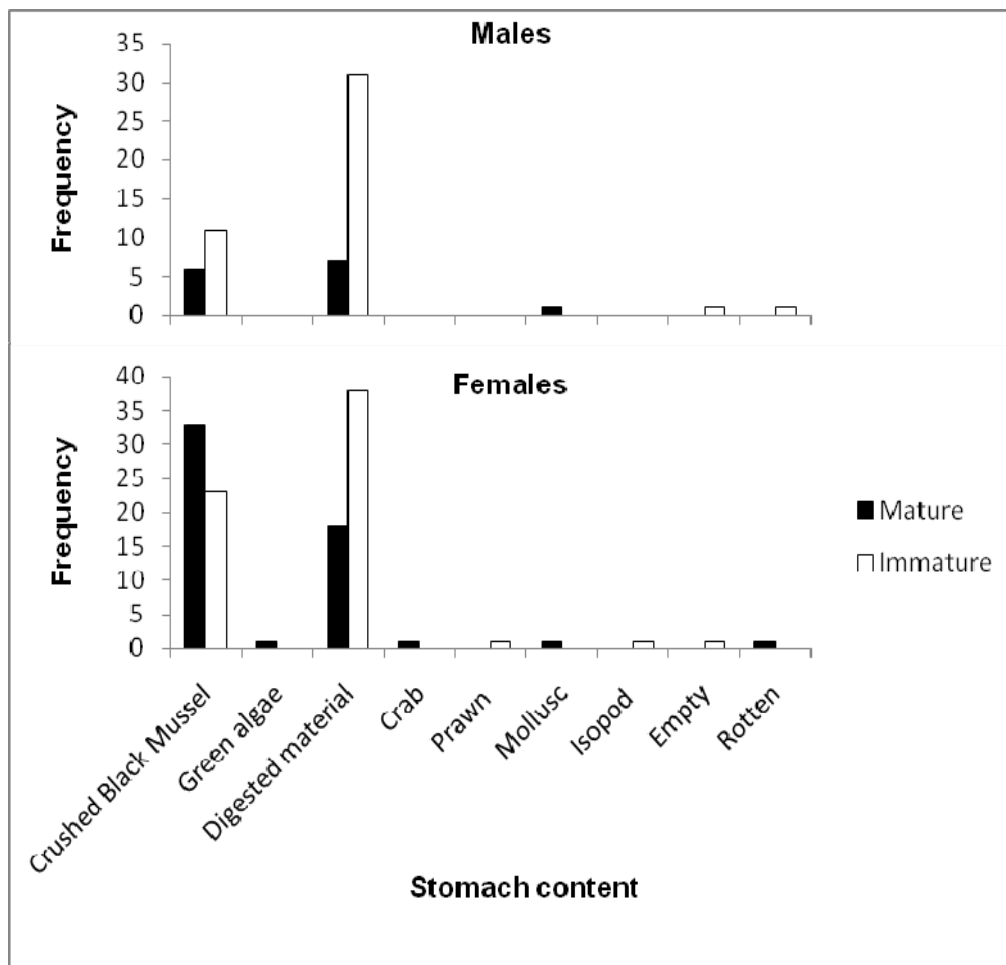 Males
Frequency
35
30
25
20
15
10
5
0
Females
Frequency
40
35
30
25
20
15
10
5
0
Mature
Immature
Crushed Black Mussel
Green algae
Digested material
Crab
Prawn
Mollusc
Isopod
Empty
Rotten
Stomach content